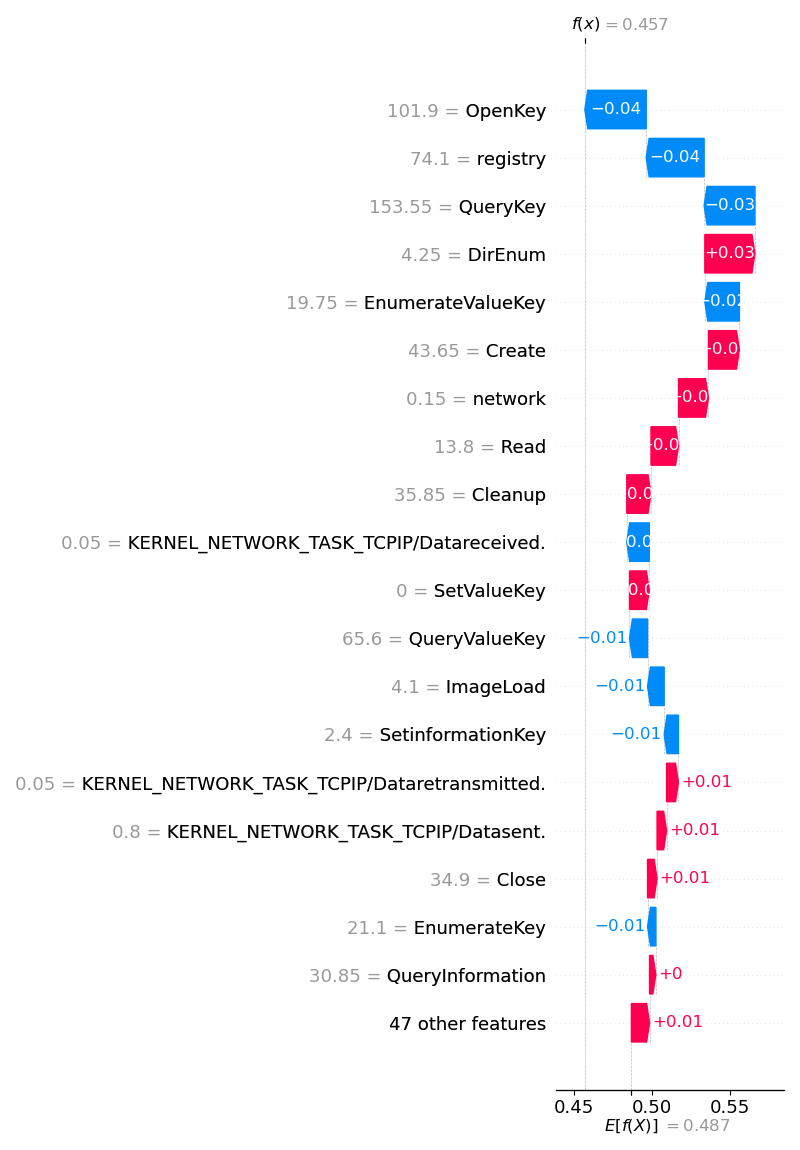 f(x) = 0.457
101.9 = OpenKey
−0.04
74.1 = registry
−0.04
153.55 = QueryKey
−0.03
4.25 = DirEnum
+0.03
19.75 = EnumerateValueKey
43.65 = Create
0.15 = network
13.8 = Read
35.85 = Cleanup
0.05 = KERNEL_NETWORK_TASK_TCPIP/Datareceived.
0 = SetValueKey
65.6 = QueryValueKey
−0.01
4.1 = ImageLoad
−0.01
2.4 = SetinformationKey
−0.01
0.05 = KERNEL_NETWORK_TASK_TCPIP/Dataretransmitted.
+0.01
0.8 = KERNEL_NETWORK_TASK_TCPIP/Datasent.
+0.01
34.9 = Close
+0.01
21.1 = EnumerateKey
−0.01
30.85 = QueryInformation
+0
47 other features
+0.01
0.45 0.50 0.55
E[f(X)] = 0.487